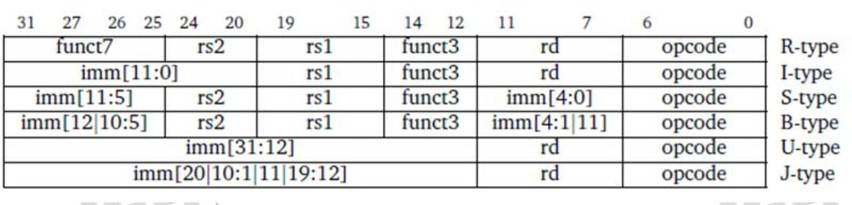 31 27 26 25 24 20 19 15 14 12 11 7 6 0
funct7 rs2 rs1 funct3 rd opcode R-type
imm[11:0] rs1 funct3 rd opcode I-type
imm[11:5] rs2 rs1 funct3 imm[4:0] opcode S-type
imm[12|10:5] rs2 rs1 funct3 imm[4:1|11] opcode B-type
imm[31:12] rd opcode U-type
imm[20|10:1|11|19:12] rd opcode J-type